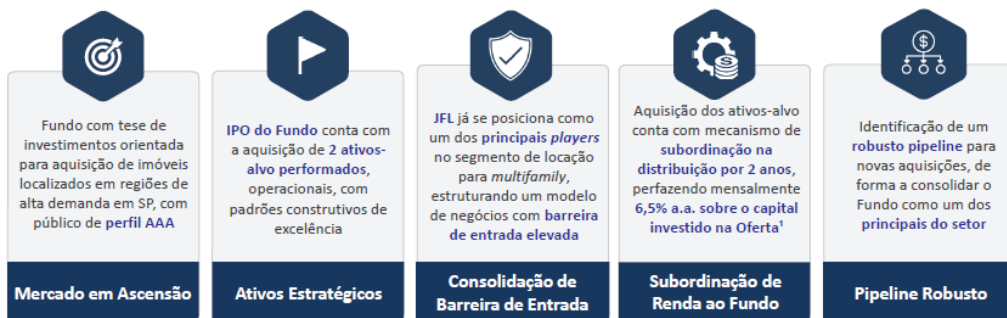 Fundo com tese de
investimentos orientada
para aquisição de imóveis
localizados em regiões de
alta demanda em SP, com
público de perfil AAA
Mercado em Ascensão
IPO do Fundo conta com
a aquisição de 2 ativos-
alvo performados,
operacionais, com
padrões construtivos de
excelência
Ativos Estratégicos
JFL já se posiciona como
um dos principais players
no segmento de locação
para multifamily,
estruturando um modelo
de negócios com barreira
de entrada elevada
Consolidação de
Barreira de Entrada
Aquisição dos ativos-alvo
conta com mecanismo de
subordinação na
distribuição por 2 anos,
perfazendo mensalmente
6,5% a.a. sobre o capital
investido na Oferta¹
Subordinação de
Renda ao Fundo
Identificação de um
robusto pipeline para
novas aquisições, de
forma a consolidar o
Fundo como um dos
principais do setor
Pipeline Robusto